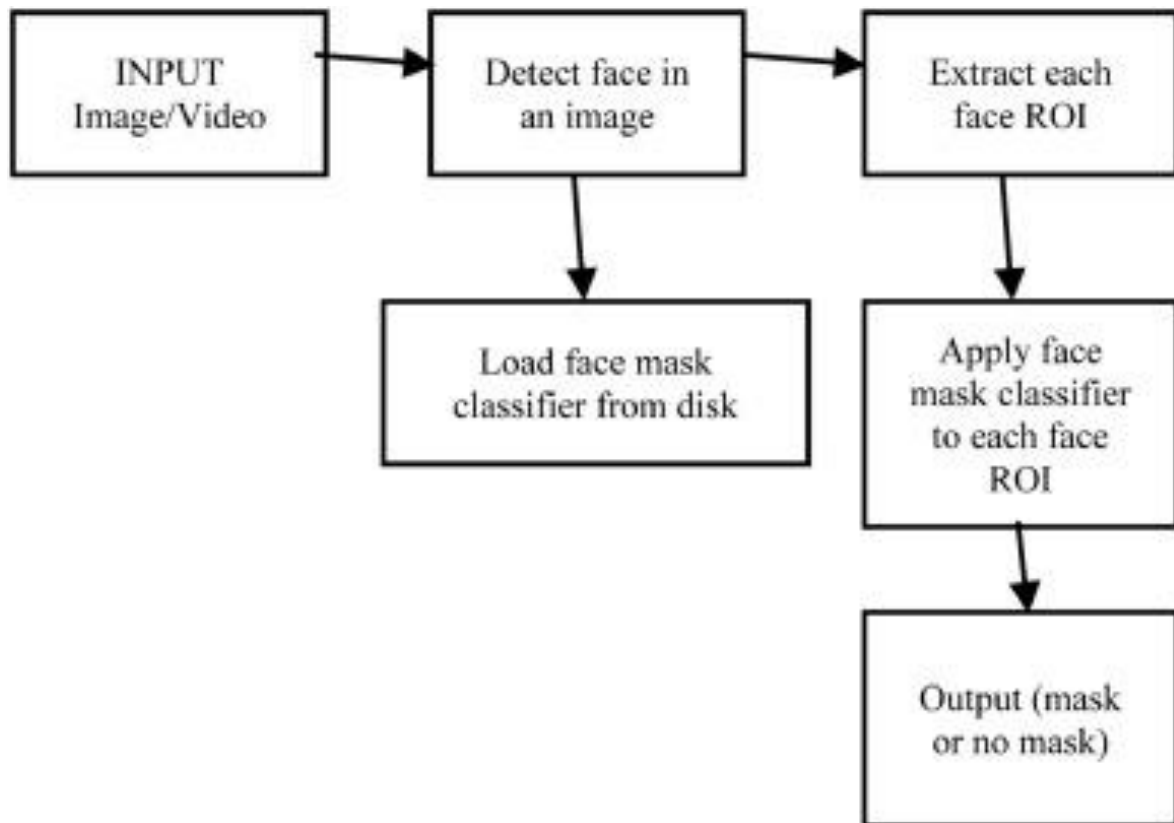 INPUT
Image/Video
Detect face in
an image
Extract each
face ROI
Load face mask
classifier from disk
Apply face
mask classifier
to each face
ROI
Output (mask
or no mask)